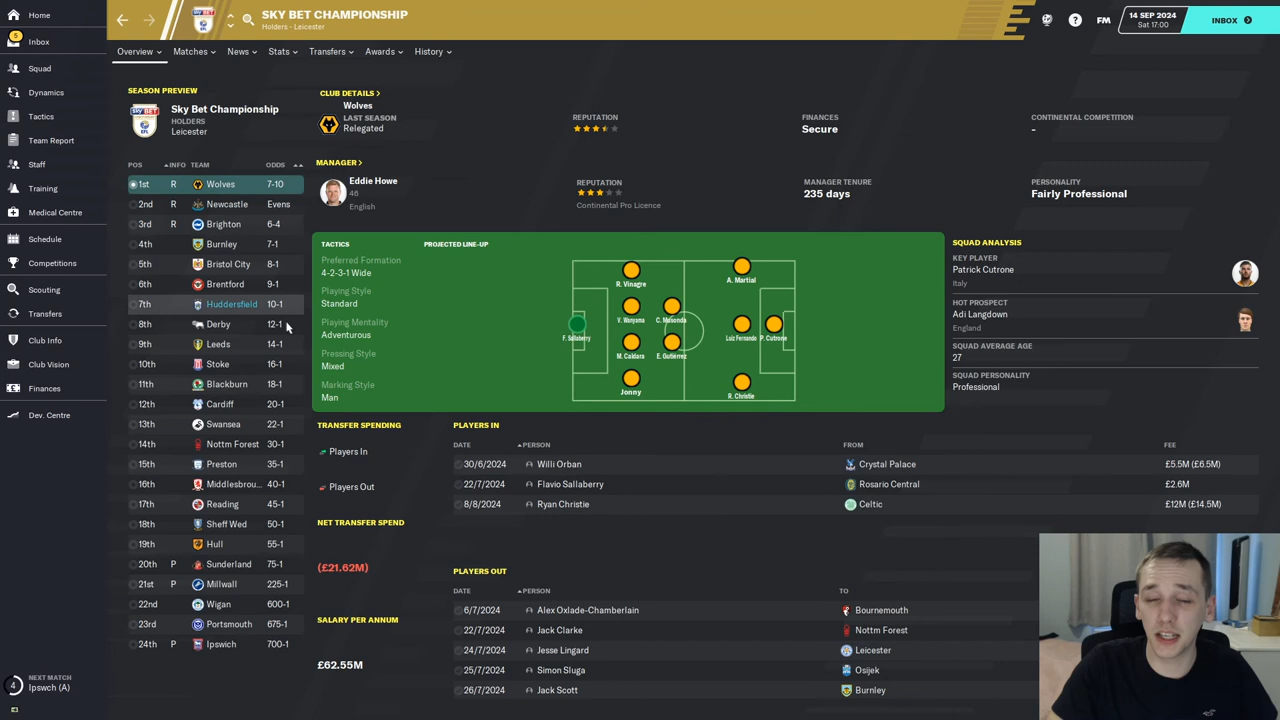 Home
SKY BET CHAMPIONSHIP
Holders - Leicester
FM
14 SEP 2024
Sat 17:00
INBOX
5
Inbox
Overview
Matches
News
Stats
Transfers
Awards
History
Squad
Dynamics
Tactics
Team Report
Staff
Training
Medical Centre
Schedule
Competitions
Scouting
Transfers
Club Info
Club Vision
Finances
Dev. Centre
4
NEXT MATCH
Ipswch (A)
SEASON PREVIEW
Sky Bet Championship
HOLDERS
Leicester
POS INFO TEAM ODDS
1st R Wolves 7-10
2nd R Newcastle Evens
3rd R Brighton 6-4
4th Burnley 7-1
5th Bristol City 8-1
6th Brentford 9-1
7th Huddersfield 10-1
8th Derby 12-1
9th Leeds 14-1
10th Stoke 16-1
11th Blackburn 18-1
12th Cardiff 20-1
13th Swansea 22-1
14th Nottm Forest 30-1
15th Preston 35-1
16th Middlesbrou... 40-1
17th Reading 45-1
18th Sheff Wed 50-1
19th Hull 55-1
20th P Sunderland 75-1
21st P Millwall 225-1
22nd Wigan 600-1
23rd Portsmouth 675-1
24th P Ipswich 700-1
CLUB DETAILS >
Wolves
LAST SEASON
Relegated
REPUTATION
FINANCES
Secure
CONTINENTAL COMPETITION
-
MANAGER >
Eddie Howe
46
English
REPUTATION
Continental Pro Licence
MANAGER TENURE
235 days
PERSONALITY
Fairly Professional
TACTICS
Preferred Formation
4-2-3-1 Wide
Playing Style
Standard
Playing Mentality
Adventurous
Pressing Style
Mixed
Marking Style
Man
PROJECTED LINE-UP
R. Vinagre
A. Martial
V. Wanyama
C. Musonda
F. Sallaberry
Luiz Fernando
P. Cutrone
M. Caldara
E. Gutiérrez
Jonny
R. Christie
SQUAD ANALYSIS
KEY PLAYER
Patrick Cutrone
Italy
HOT PROSPECT
Adi Langdown
England
SQUAD AVERAGE AGE
27
SQUAD PERSONALITY
Professional
TRANSFER SPENDING
Players In
Players Out
NET TRANSFER SPEND
(£21.62M)
SALARY PER ANNUM
£62.55M
PLAYERS IN
DATE PERSON FROM FEE
30/6/2024 Willi Orban Crystal Palace £5.5M (£6.5M)
22/7/2024 Flavio Sallaberry Rosario Central £2.6M
8/8/2024 Ryan Christie Celtic £12M (£14.5M)
PLAYERS OUT
DATE PERSON TO
6/7/2024 Alex Oxlade-Chamberlain Bournemouth
22/7/2024 Jack Clarke Nottm Forest
24/7/2024 Jesse Lingard Leicester
25/7/2024 Simon Sluga Osijek
26/7/2024 Jack Scott Burnley